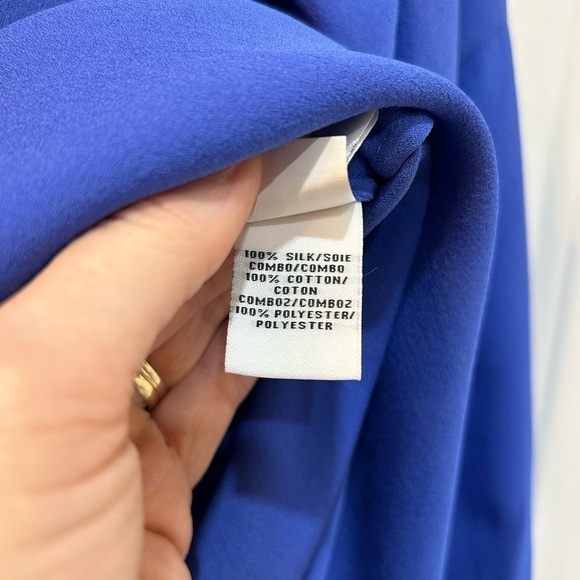 100% SILK/SOIE
COMBO/COMBO
100% COTTON/
COTON
COMBO2/COMBO2
100% POLYESTER/
POLYESTER